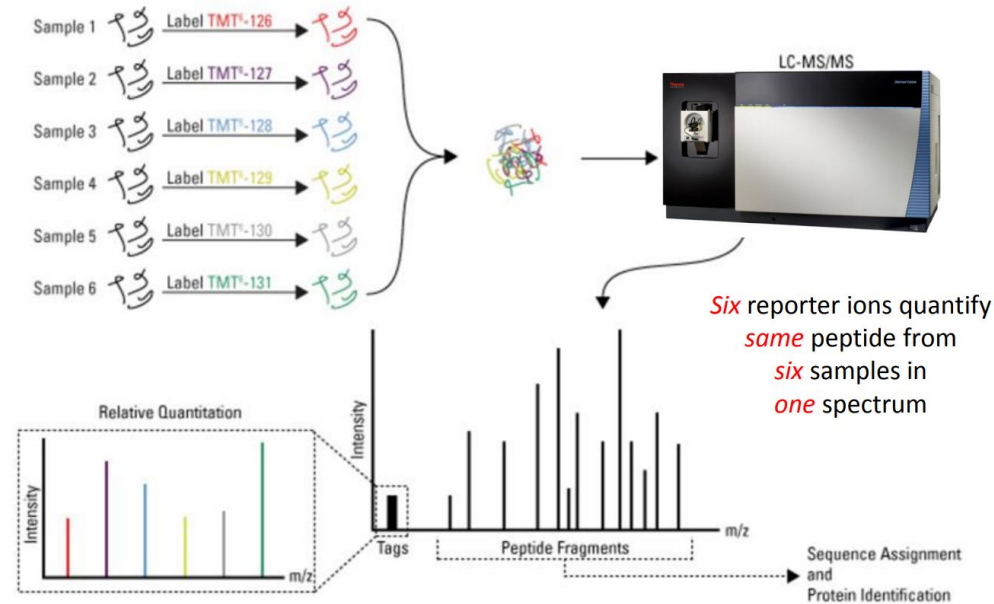 LC-MS/MS
Sample 1 Label TMT⁶-126
Sample 2 Label TMT⁶-127
Sample 3 Label TMT⁶-128
Sample 4 Label TMT⁶-129
Sample 5 Label TMT⁶-130
Sample 6 Label TMT⁶-131
Six reporter ions quantify
same peptide from
six samples in
one spectrum
Relative Quantitation
Intensity
m/z
Intensity
m/z
Tags
Peptide Fragments
Sequence Assignment
and
Protein Identification